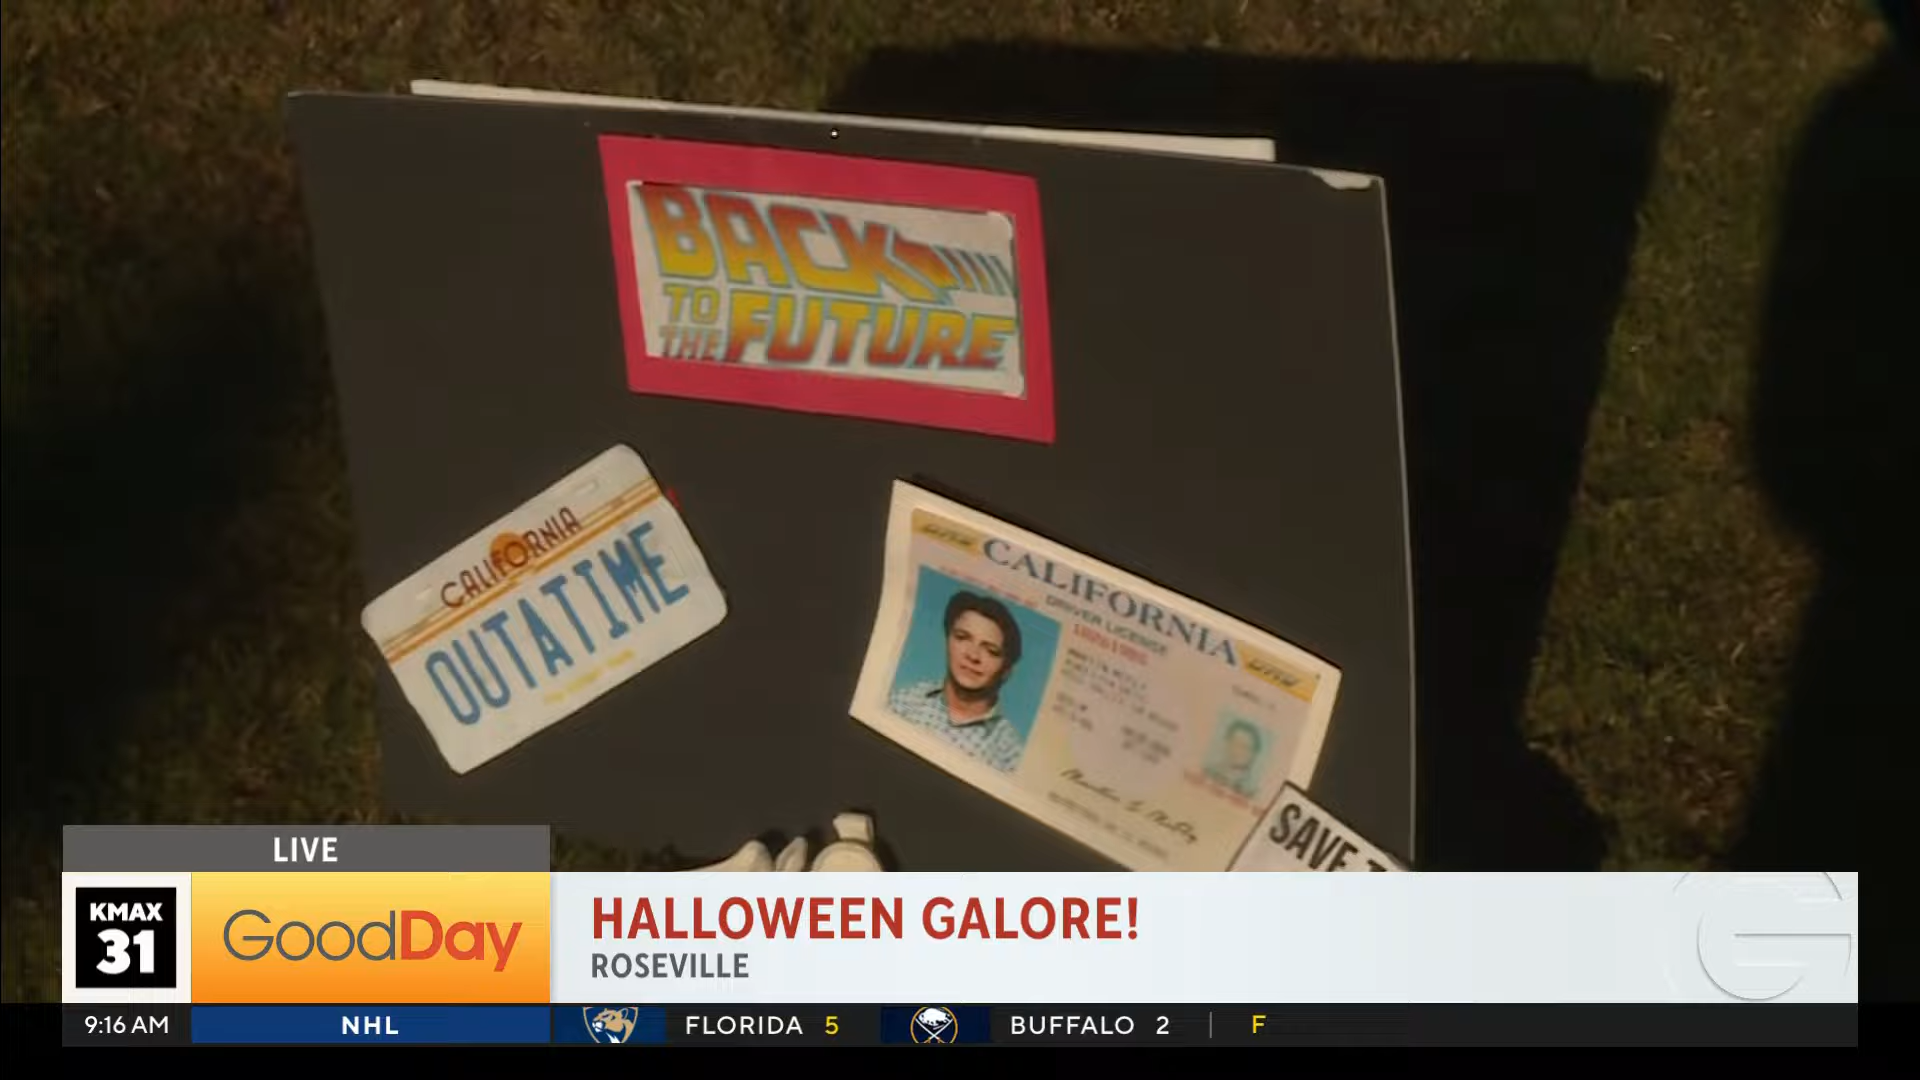 BACK
TO
THE FUTURE
CALIFORNIA
OUTATIME
CALIFORNIA
DRIVER LICENSE
SAVE T
LIVE
KMAX
31
GoodDay
HALLOWEEN GALORE!
ROSEVILLE
9:16 AM NHL FLORIDA 5 BUFFALO 2 | F